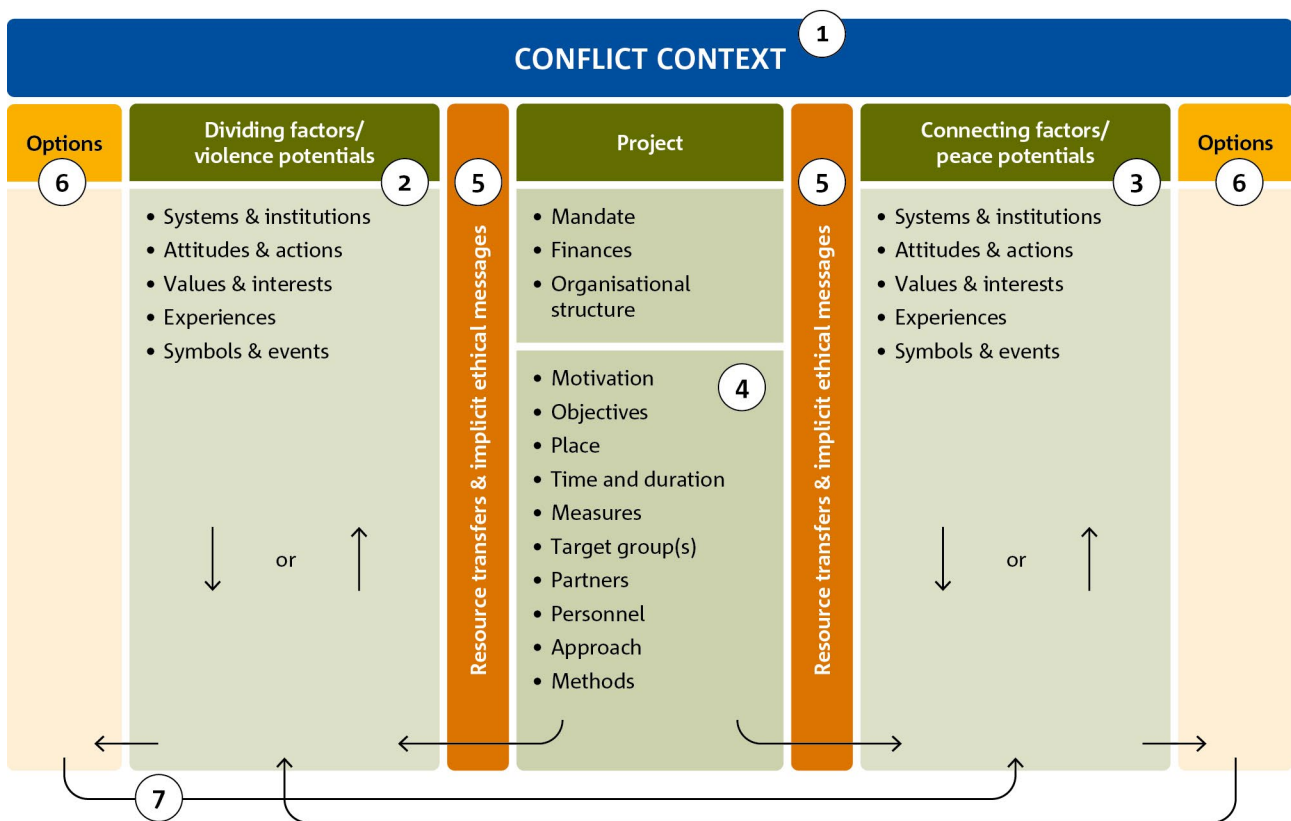 1
CONFLICT CONTEXT
Options
6
Dividing factors/
violence potentials
2
• Systems & institutions
• Attitudes & actions
• Values & interests
• Experiences
• Symbols & events
or
5
Resource transfers & implicit ethical messages
Project
• Mandate
• Finances
• Organisational
structure
4
• Motivation
• Objectives
• Place
• Time and duration
• Measures
• Target group(s)
• Partners
• Personnel
• Approach
• Methods
5
Resource transfers & implicit ethical messages
Connecting factors/
peace potentials
3
• Systems & institutions
• Attitudes & actions
• Values & interests
• Experiences
• Symbols & events
or
Options
6
7